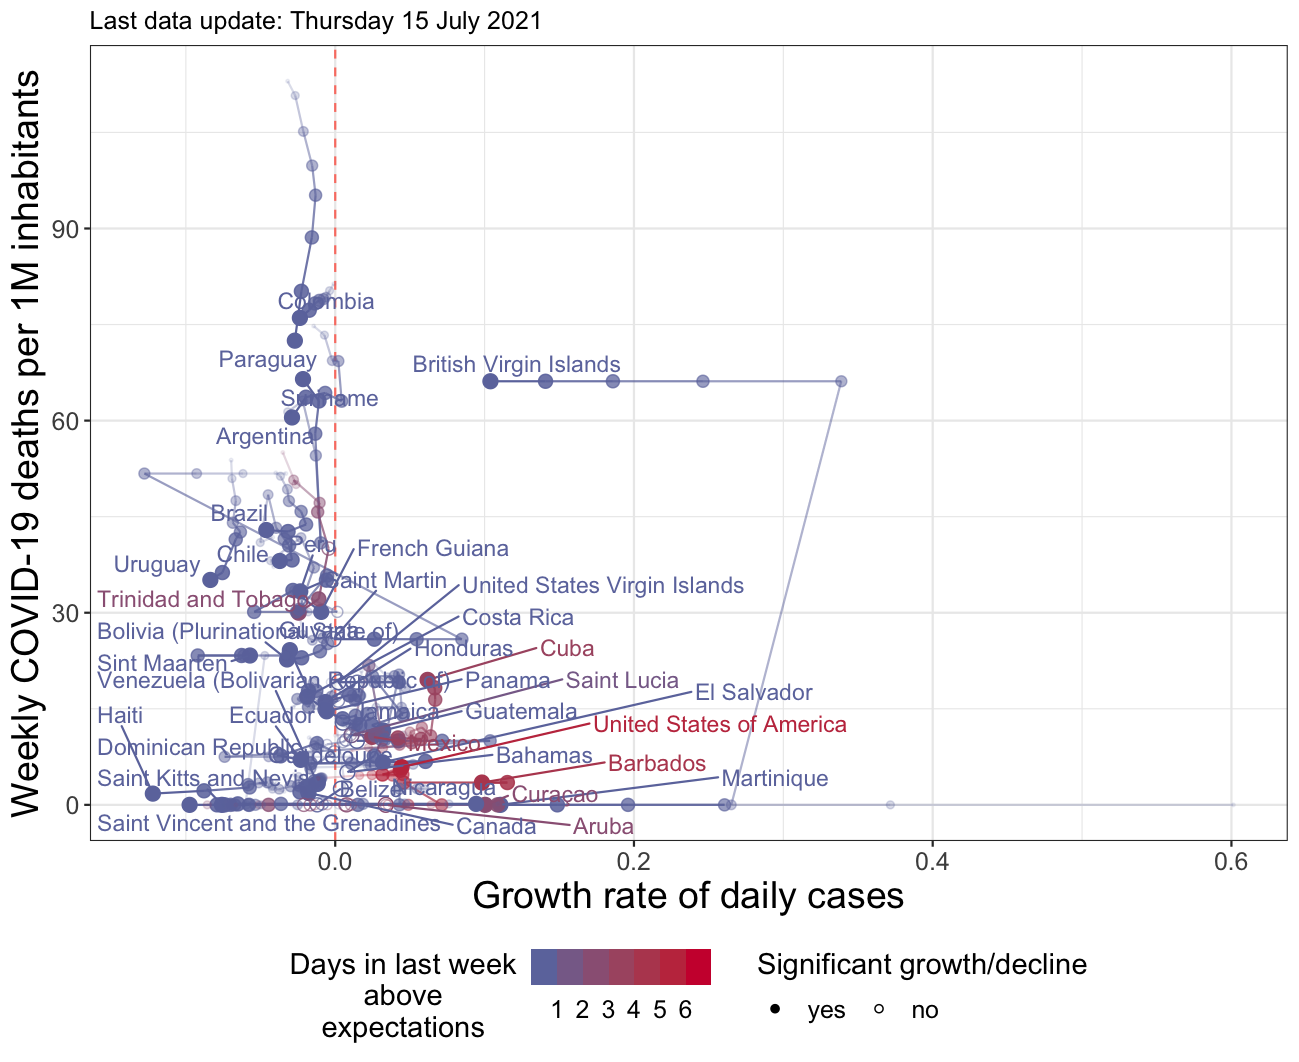 Last data update: Thursday 15 July 2021
Weekly COVID-19 deaths per 1M inhabitants
90
60
30
0
Colombia
Paraguay
British Virgin Islands
Suriname
Argentina
Brazil
Peru
French Guiana
Chile
Uruguay
Saint Martin
United States Virgin Islands
Trinidad and Tobago
Costa Rica
Bolivia (Plurinational State of)
Guyana
Honduras
Cuba
Sint Maarten
Venezuela (Bolivarian Republic of)
Panama
Saint Lucia
El Salvador
Haiti
Ecuador
Jamaica
Guatemala
United States of America
Dominican Republic
Mexico
Guadeloupe
Bahamas
Barbados
Saint Kitts and Nevis
Belize
Nicaragua
Martinique
Curaçao
Saint Vincent and the Grenadines
Canada
Aruba
0.0
0.2
0.4
0.6
Growth rate of daily cases
Days in last week
above
expectations
1 2 3 4 5 6
Significant growth/decline
yes
no